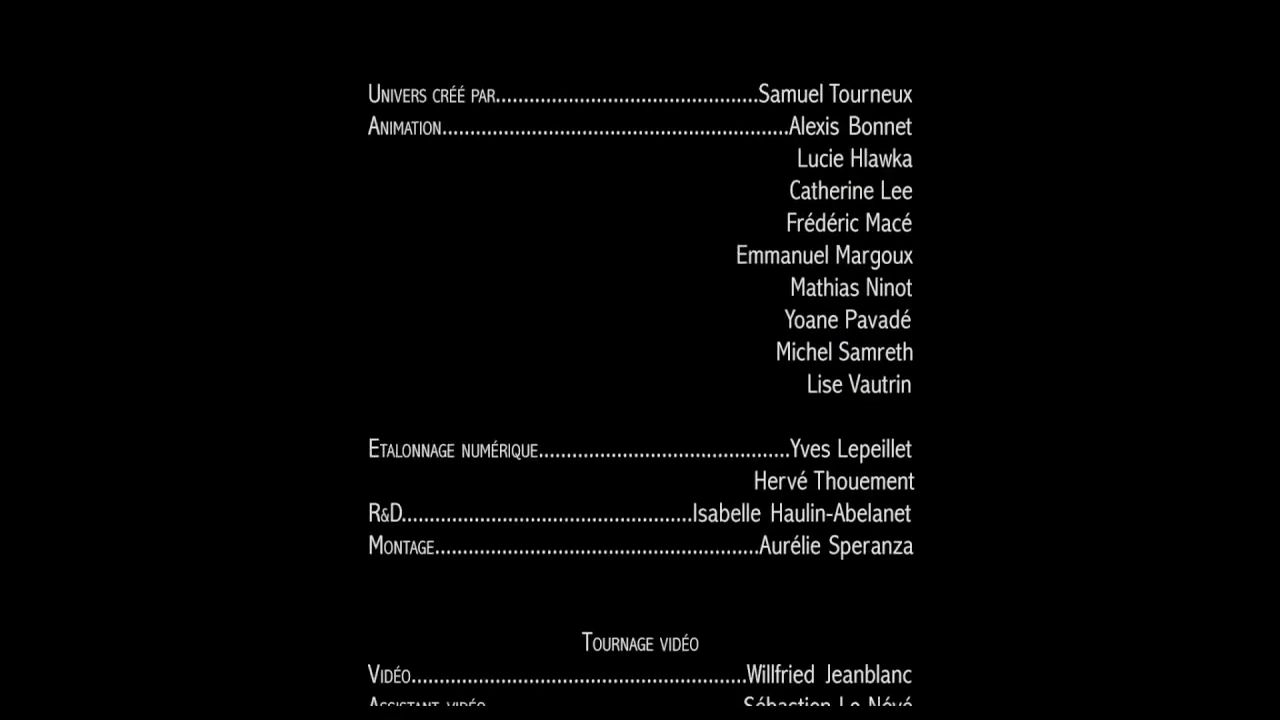 Univers créé par................................................Samuel Tourneux
Animation...............................................................Alexis Bonnet
Lucie Hlawka
Catherine Lee
Frédéric Macé
Emmanuel Margoux
Mathias Ninot
Yoane Pavadé
Michel Samreth
Lise Vautrin
Etalonnage numérique.............................................Yves Lepeillet
Hervé Thouement
R&D....................................................Isabelle Haulin-Abelanet
Montage...........................................................Aurélie Speranza
Tournage vidéo
Vidéo.............................................................Willfried Jeanblanc
Assistant vidéo